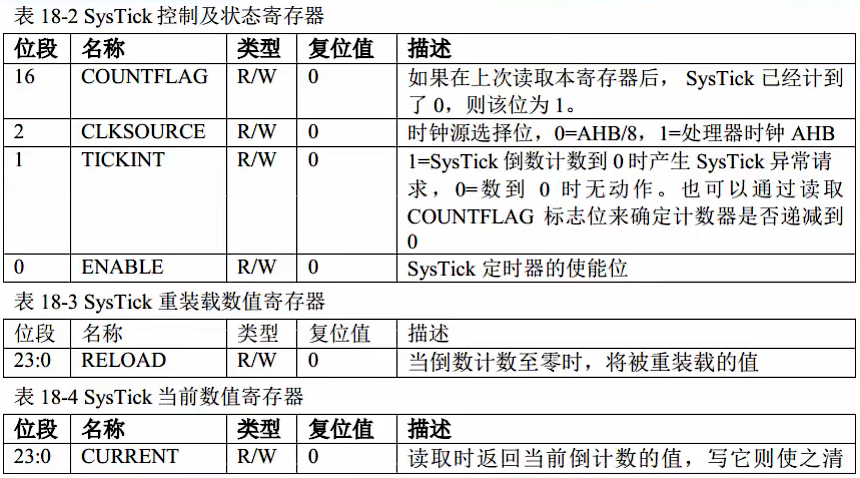 表 18-2 SysTick 控制及状态寄存器
位段 名称 类型 复位值 描述
16 COUNTFLAG R/W 0 如果在上次读取本寄存器后， SysTick 已经计到
了 0，则该位为 1。
2 CLKSOURCE R/W 0 时钟源选择位，0=AHB/8，1=处理器时钟 AHB
1 TICKINT R/W 0 1=SysTick 倒数计数到 0 时产生 SysTick 异常请
求，0=数到 0 时无动作。也可以通过读取
COUNTFLAG 标志位来确定计数器是否递减到
0
0 ENABLE R/W 0 SysTick 定时器的使能位
表 18-3 SysTick 重装载数值寄存器
位段 名称 类型 复位值 描述
23:0 RELOAD R/W 0 当倒数计数至零时，将被重装载的值
表 18-4 SysTick 当前数值寄存器
位段 名称 类型 复位值 描述
23:0 CURRENT R/W 0 读取时返回当前倒计数的值，写它则使之清